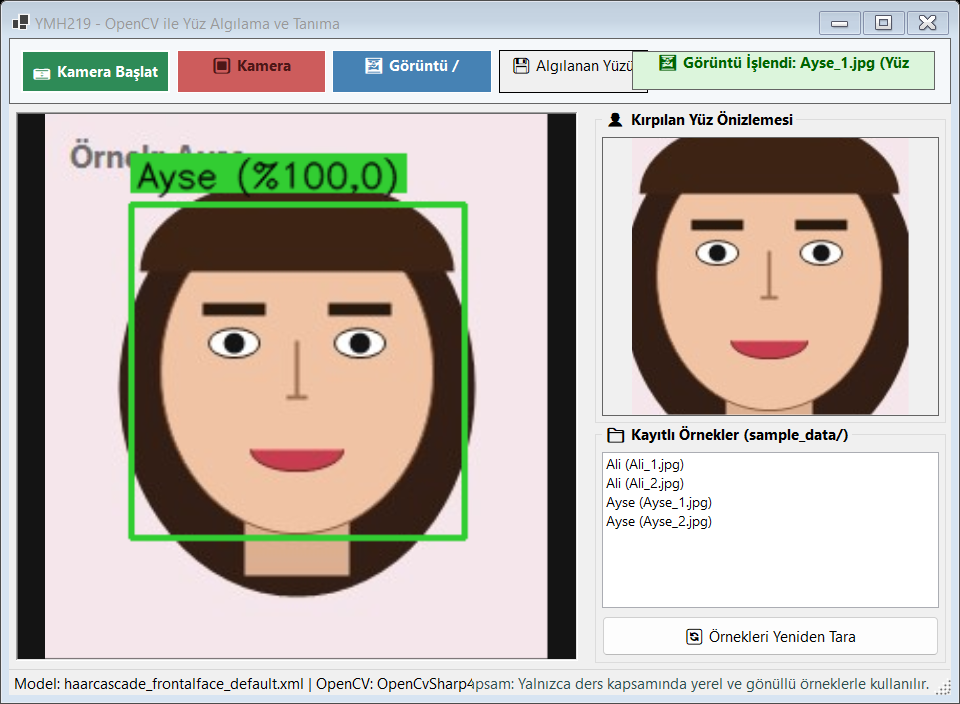 YMH219 - OpenCV ile Yüz Algılama ve Tanıma
Kamera Başlat
Kamera
Görüntü /
Algılanan Yüzü
Görüntü İşlendi: Ayse_1.jpg (Yüz
Ayse (%100,0)
Kırpılan Yüz Önizlemesi
Kayıtlı Örnekler (sample_data/)
Ali (Ali_1.jpg)
Ali (Ali_2.jpg)
Ayse (Ayse_1.jpg)
Ayse (Ayse_2.jpg)
Örnekleri Yeniden Tara
Model: haarcascade_frontalface_default.xml | OpenCV: OpenCvSharp
Yalnızca ders kapsamında yerel ve gönüllü örneklerle kullanılır.